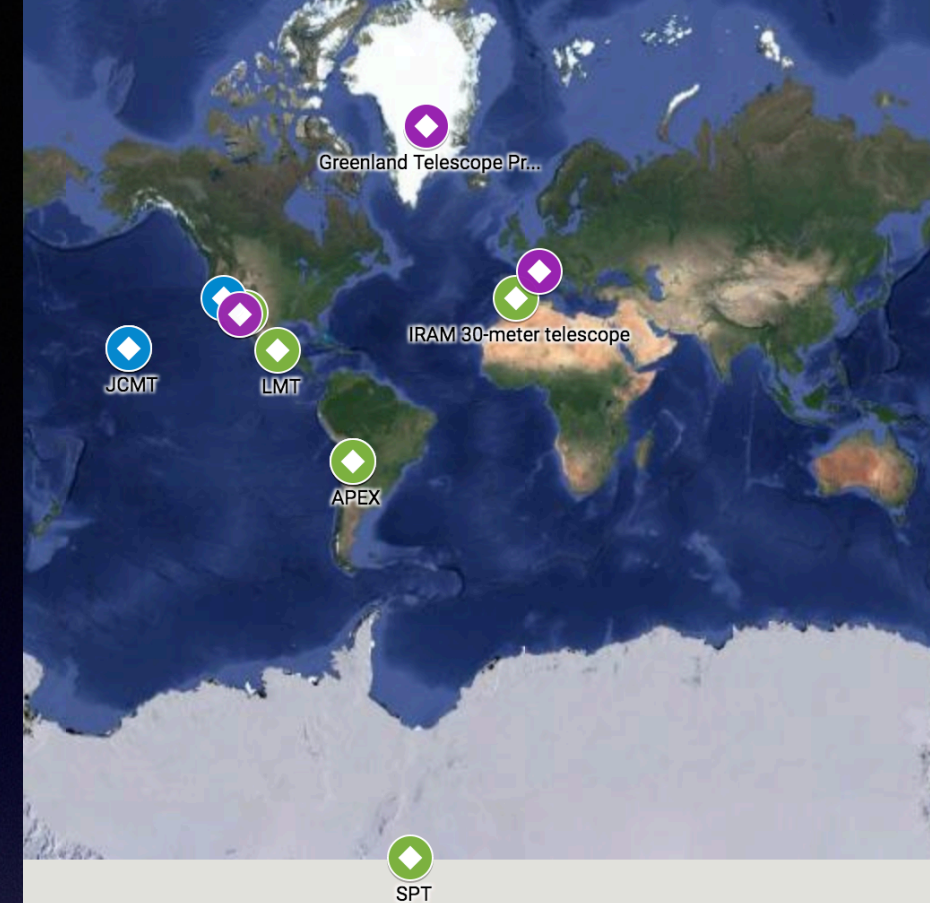 Greenland Telescope Pr...
IRAM 30-meter telescope
JCMT
LMT
APEX
SPT